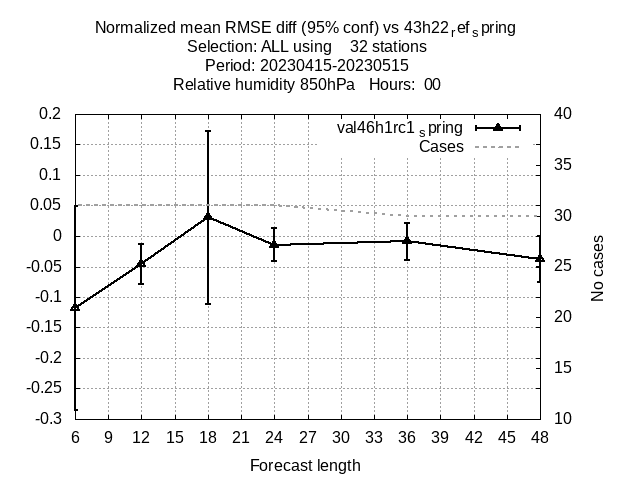 Normalized mean RMSE diff (95% conf) vs 43h22refspring
Selection: ALL using 32 stations
Period: 20230415-20230515
Relative humidity 850hPa Hours: 00
0.2 40
val46h1rc1spring
Cases
0.15 35
0.1
0.05 30
0
-0.05 25
-0.1
-0.15 20
-0.2 15
-0.25
-0.3 10
No cases
6 9 12 15 18 21 24 27 30 33 36 39 42 45 48
Forecast length